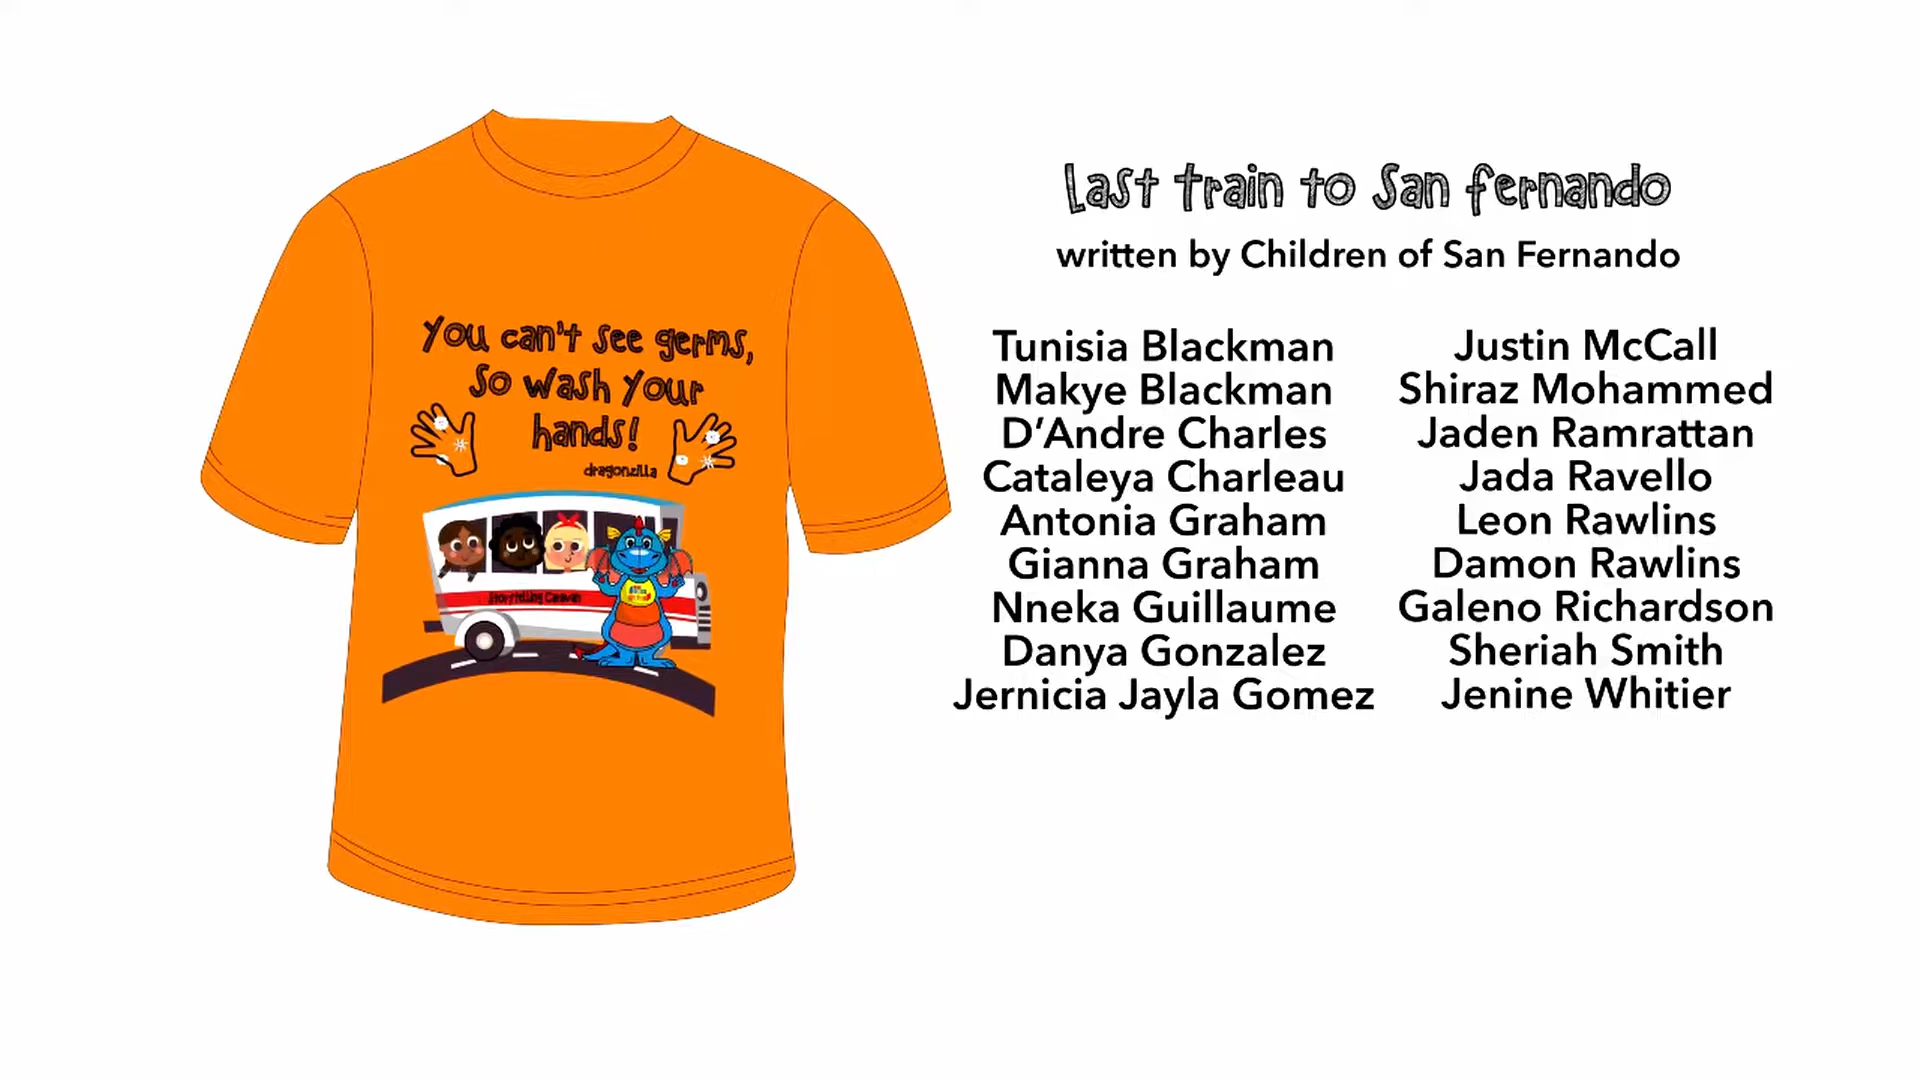 You can't see germs,
so wash your
hands!
dragonzilla
Storytelling Caravan
Last train to San Fernando
written by Children of San Fernando
Tunisia Blackman
Makye Blackman
D’Andre Charles
Cataleya Charleau
Antonia Graham
Gianna Graham
Nneka Guillaume
Danya Gonzalez
Jernicia Jayla Gomez
Justin McCall
Shiraz Mohammed
Jaden Ramrattan
Jada Ravello
Leon Rawlins
Damon Rawlins
Galeno Richardson
Sheriah Smith
Jenine Whitier